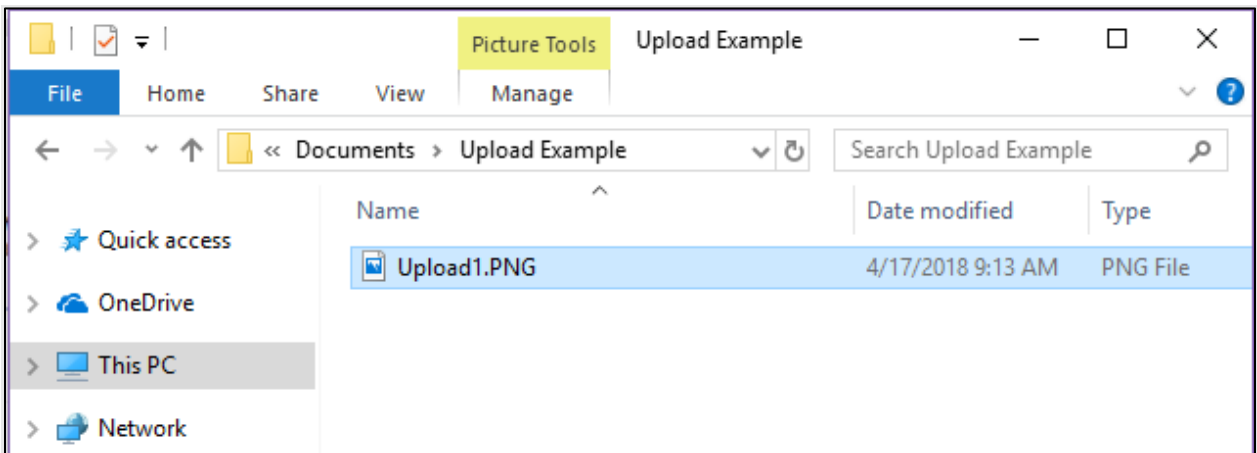 Picture Tools Upload Example
File Home Share View Manage ?
« Documents > Upload Example Search Upload Example
Name Date modified Type
Quick access
Upload1.PNG 4/17/2018 9:13 AM PNG File
OneDrive
This PC
Network